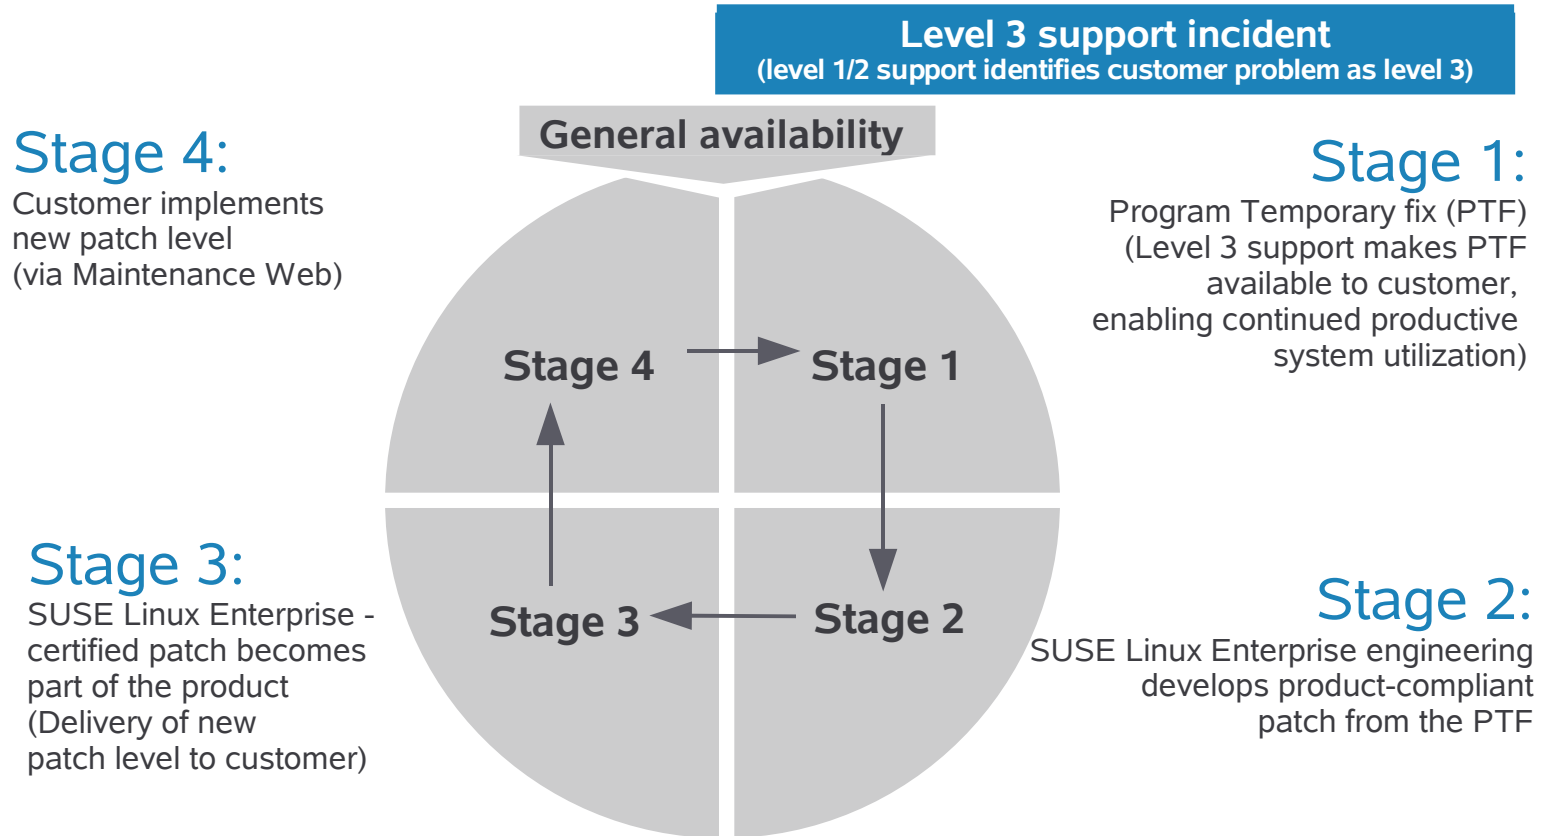 Level 3 support incident
(level 1/2 support identifies customer problem as level 3)
General availability
Stage 4:
Customer implements
new patch level
(via Maintenance Web)
Stage 1:
Program Temporary fix (PTF)
(Level 3 support makes PTF
available to customer,
enabling continued productive
system utilization)
Stage 4
Stage 1
Stage 3
Stage 2
Stage 3:
SUSE Linux Enterprise -
certified patch becomes
part of the product
(Delivery of new
patch level to customer)
Stage 2:
SUSE Linux Enterprise engineering
develops product-compliant
patch from the PTF